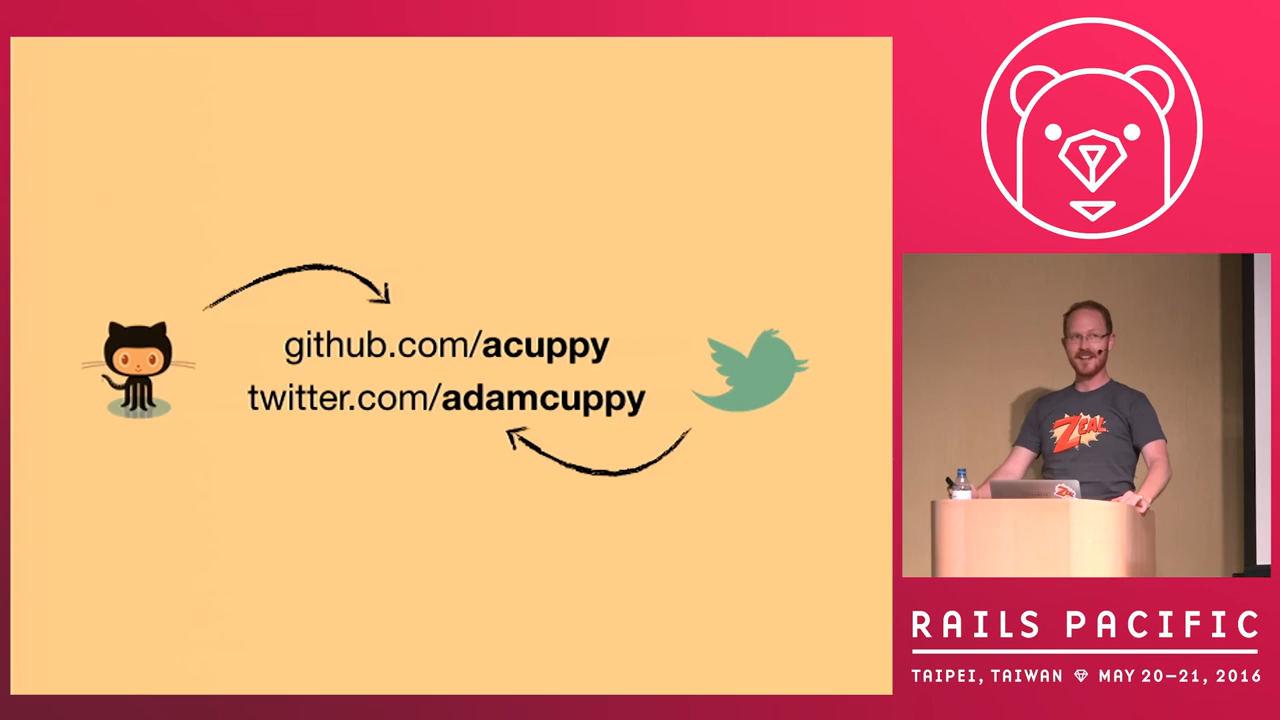 github.com/acuppy
twitter.com/adamcuppy
ZEAL
RAILS PACIFIC
TAIPEI, TAIWAN MAY 20–21, 2016